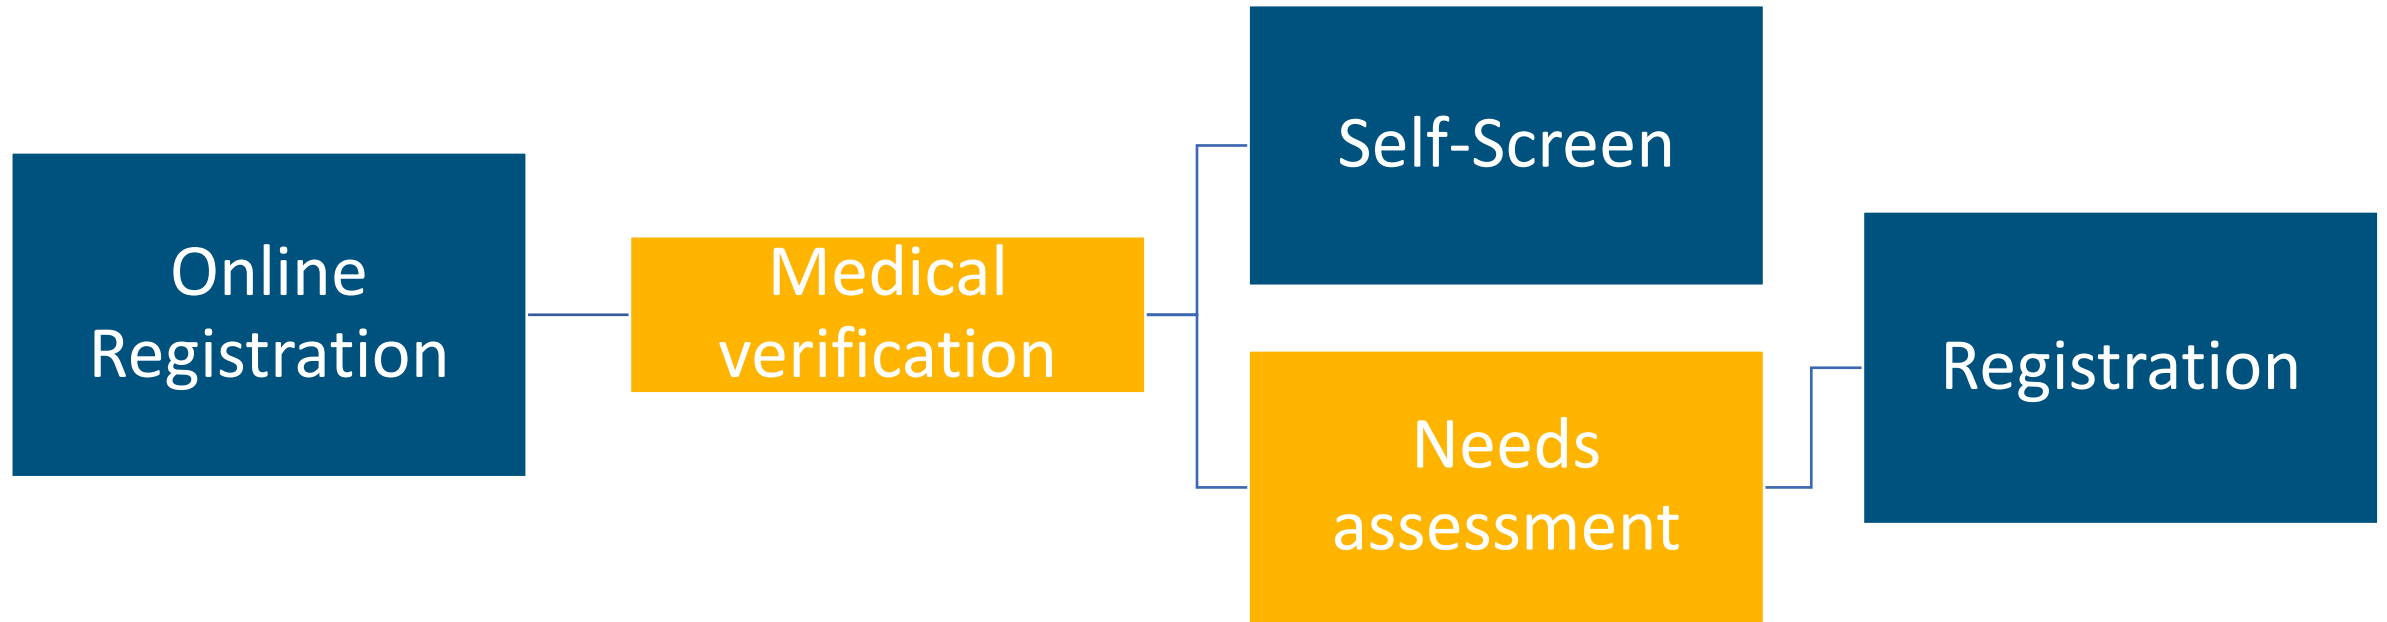 Online
Registration
Medical
verification
Self-Screen
Needs
assessment
Registration